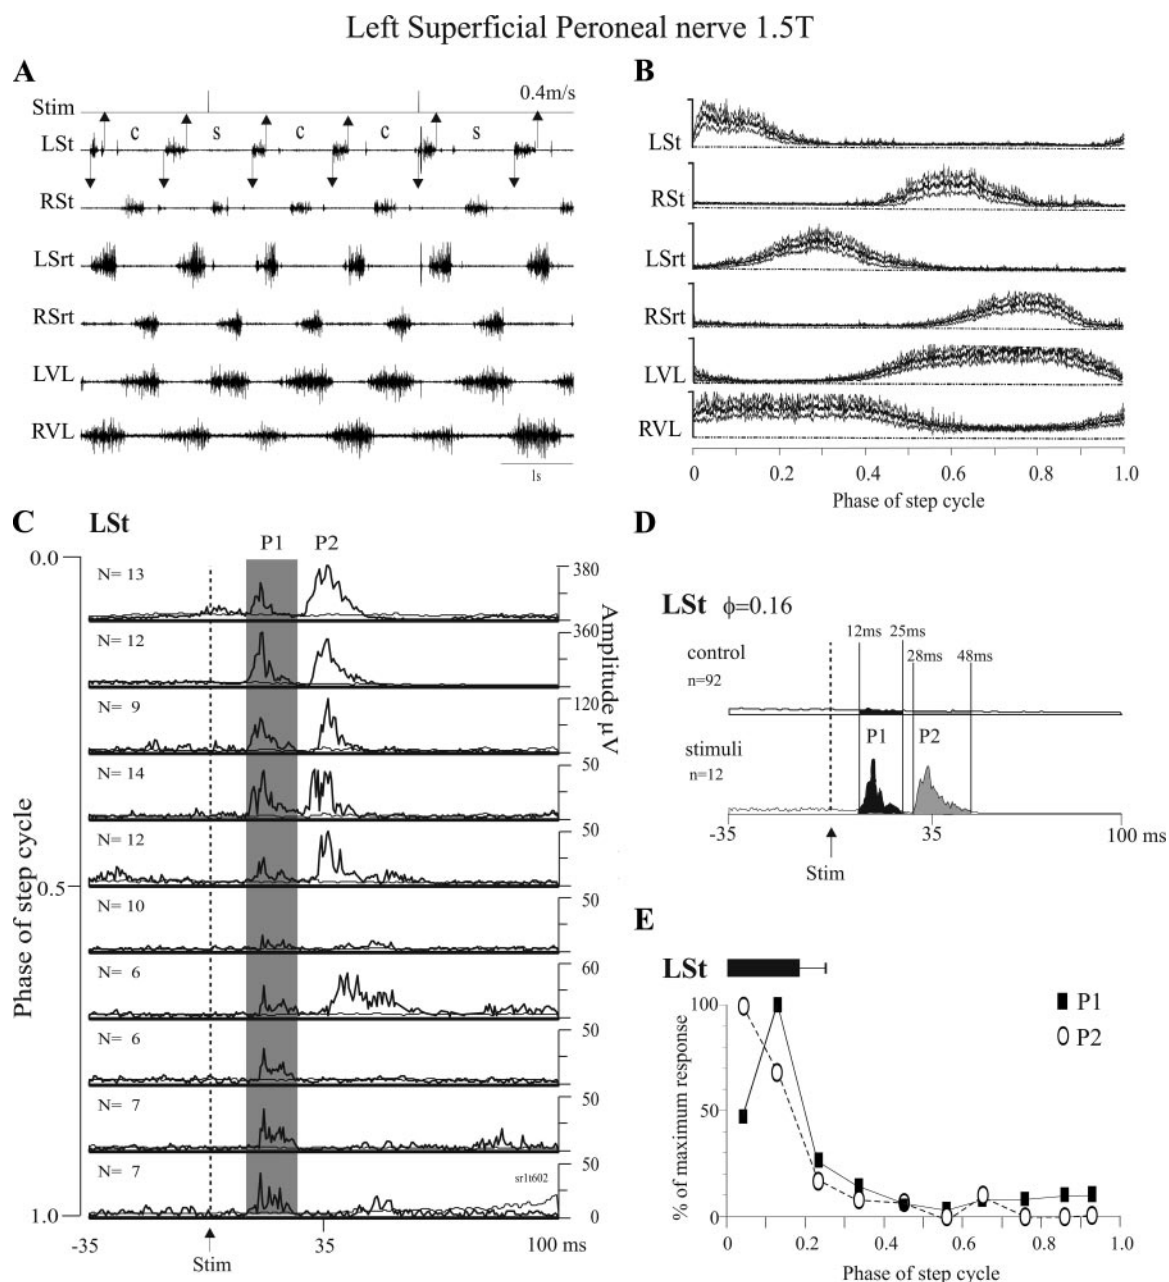 Left Superficial Peroneal nerve 1.5T
A
Stim
0.4m/s
c s c c s
LSt
RSt
LSrt
RSrt
LVL
RVL
1s
B
LSt
RSt
LSrt
RSrt
LVL
RVL
0 0.2 0.4 0.6 0.8 1.0
Phase of step cycle
C LSt
P1 P2
0.0
N= 13
380
N= 12
360
N= 9
120
N= 14
50
N= 12
50
0.5
N= 10
50
N= 6
60
N= 6
50
N= 7
50
N= 7
50
sr1t602
1.0
0
Phase of step cycle
Amplitude µV
-35 35 100 ms
Stim
D
LSt ϕ=0.16
12ms 25ms
28ms 48ms
control
n=92
P1 P2
stimuli
n=12
-35 35 100 ms
Stim
E
LSt
P1
P2
% of maximum response
100
50
0
0 0.2 0.4 0.6 0.8 1.0
Phase of step cycle